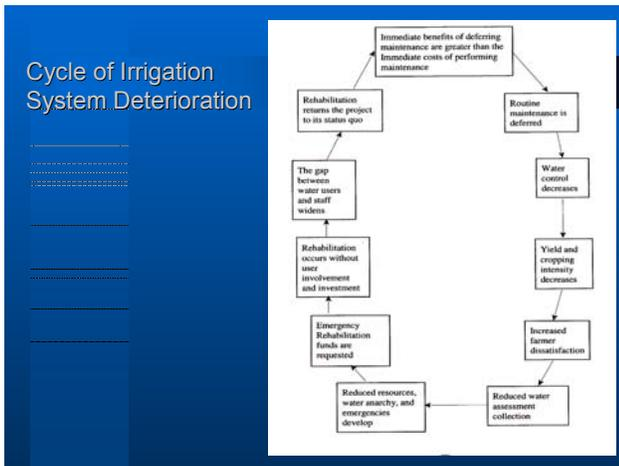 Cycle of Irrigation
System Deterioration
Immediate benefits of deferring
maintenance are greater than the
Immediate costs of performing
maintenance
Routine
maintenance is
deferred
Water
control
decreases
Yield and
cropping
intensity
decreases
Increased
farmer
dissatisfaction
Reduced water
assessment
collection
Reduced resources,
water anarchy, and
emergencies
develop
Emergency
Rehabilitation
funds are
requested
Rehabilitation
occurs without
user
involvement
and investment
The gap
between
water users
and staff
widens
Rehabilitation
returns the project
to its status quo